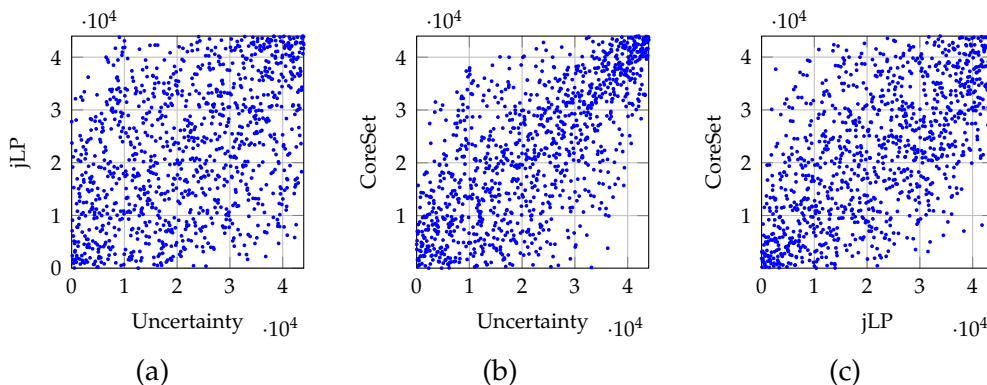 ·10⁴ ·10⁴ ·10⁴
4 4 4
3 3 3
2 2 2
1 1 1
0
jLP CoreSet CoreSet
0 1 2 3 4 0 1 2 3 4 0 1 2 3 4
Uncertainty ·10⁴ Uncertainty ·10⁴ jLP ·10⁴
(a) (b) (c)